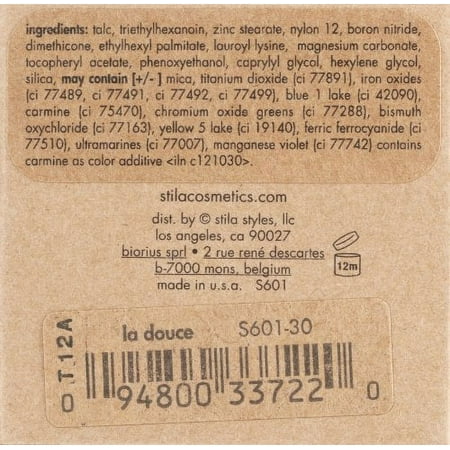 ingredients: talc, triethylhexanoin, zinc stearate, nylon 12, boron nitride,
dimethicone, ethylhexyl palmitate, lauroyl lysine, magnesium carbonate,
tocopheryl acetate, phenoxyethanol, caprylyl glycol, hexylene glycol,
silica, may contain [+/- ] mica, titanium dioxide (ci 77891), iron oxides
(ci 77489, ci 77491, ci 77492, ci 77499), blue 1 lake (ci 42090),
carmine (ci 75470), chromium oxide greens (ci 77288), bismuth
oxychloride (ci 77163), yellow 5 lake (ci 19140), ferric ferrocyanide (ci
77510), ultramarines (ci 77007), manganese violet (ci 77742) contains
carmine as color additive <iln c121030>.
stilacosmetics.com
dist. by © stila styles, llc
los angeles, ca 90027
biorius sprl • 2 rue rené descartes
b-7000 mons, belgium
made in u.s.a. S601
12m
T12A
la douce S601-30
0 94800 33722 0